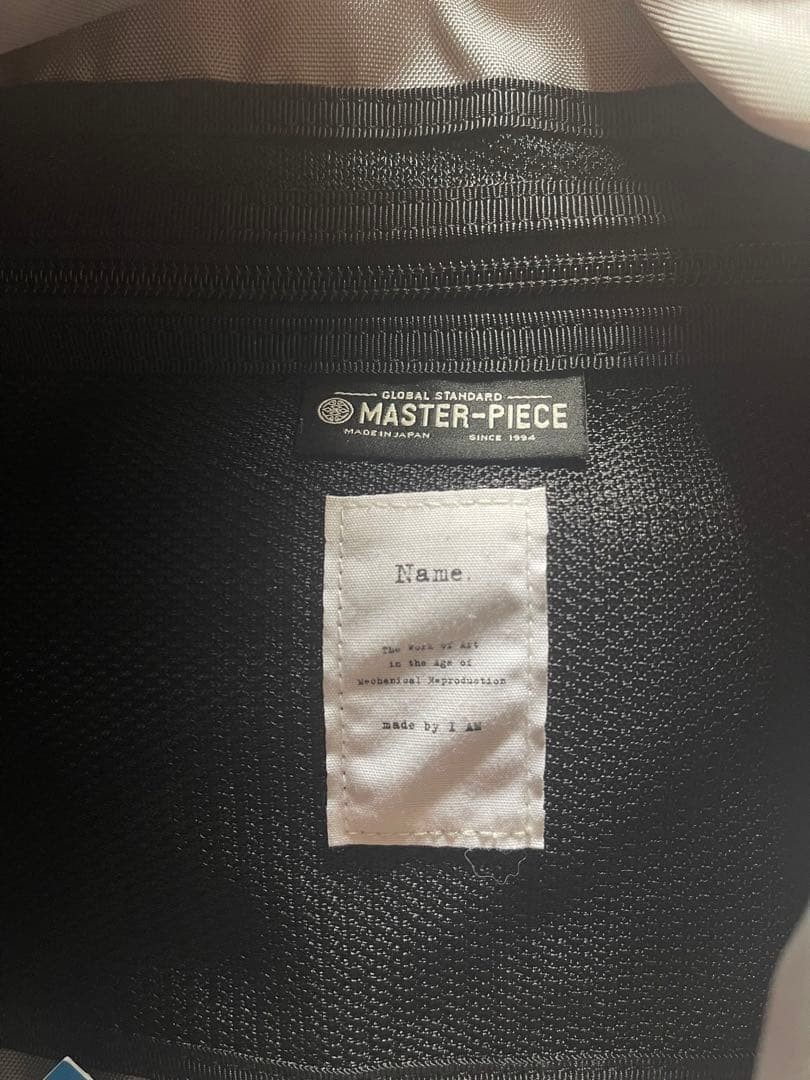 GLOBAL STANDARD
MASTER-PIECE
MADE IN JAPAN SINCE 1994
Name.
The Work of Art
in the Age of
Mechanical Reproduction
made by I AM